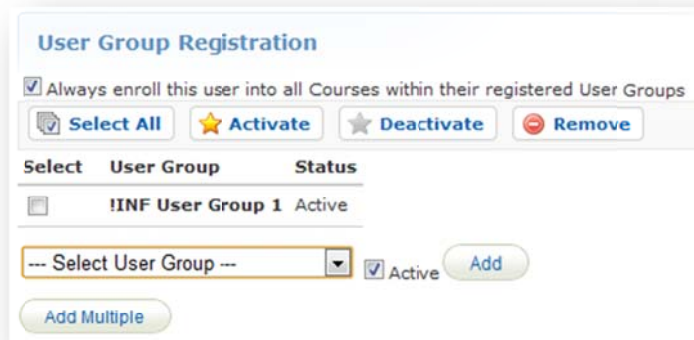 User Group Registration
Always enroll this user into all Courses within their registered User Groups
Select All Activate Deactivate Remove
Select User Group Status
!INF User Group 1 Active
--- Select User Group --- Active Add
Add Multiple